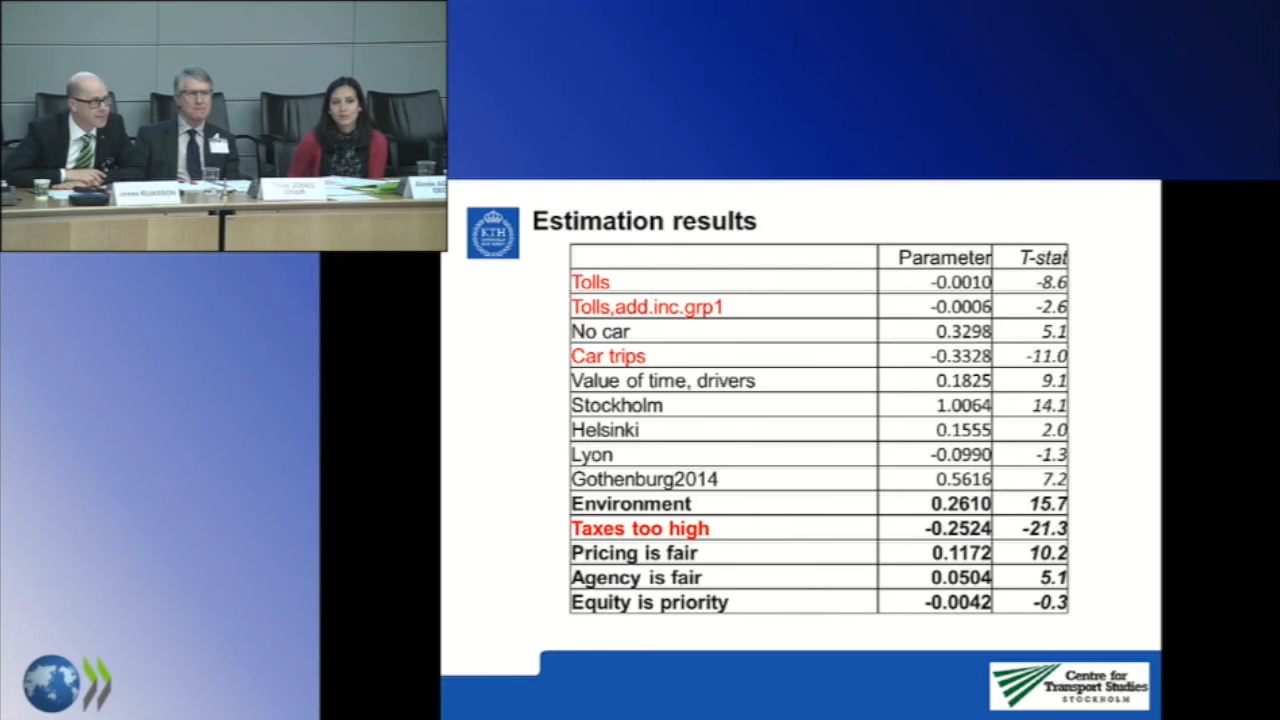 Jonas ELIASSON
KTH
Estimation results
Parameter T-stat
Tolls -0.0010 -8.6
Tolls,add.inc.grp1 -0.0006 -2.6
No car 0.3298 5.1
Car trips -0.3328 -11.0
Value of time, drivers 0.1825 9.1
Stockholm 1.0064 14.1
Helsinki 0.1555 2.0
Lyon -0.0990 -1.3
Gothenburg2014 0.5616 7.2
Environment 0.2610 15.7
Taxes too high -0.2524 -21.3
Pricing is fair 0.1172 10.2
Agency is fair 0.0504 5.1
Equity is priority -0.0042 -0.3
Centre for
Transport Studies
STOCKHOLM